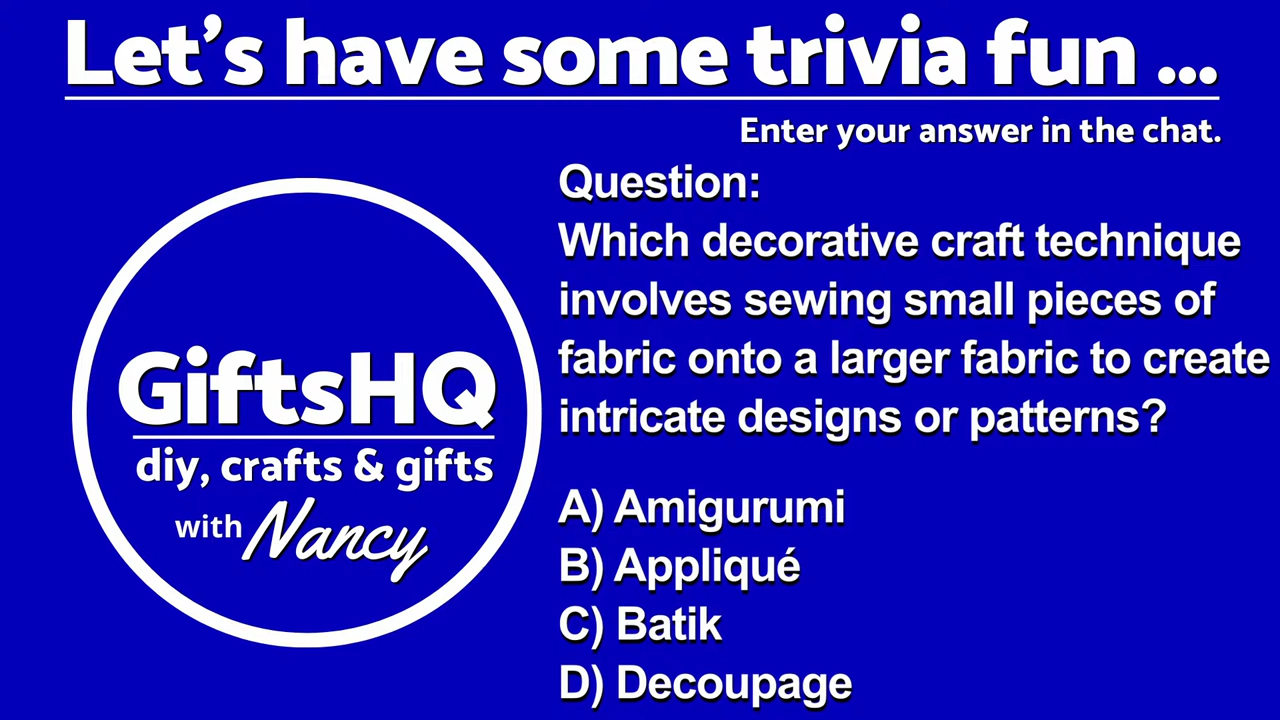 Let's have some trivia fun ...
Enter your answer in the chat.
GiftsHQ
diy, crafts & gifts
with Nancy
Question:
Which decorative craft technique
involves sewing small pieces of
fabric onto a larger fabric to create
intricate designs or patterns?
A) Amigurumi
B) Appliqué
C) Batik
D) Decoupage